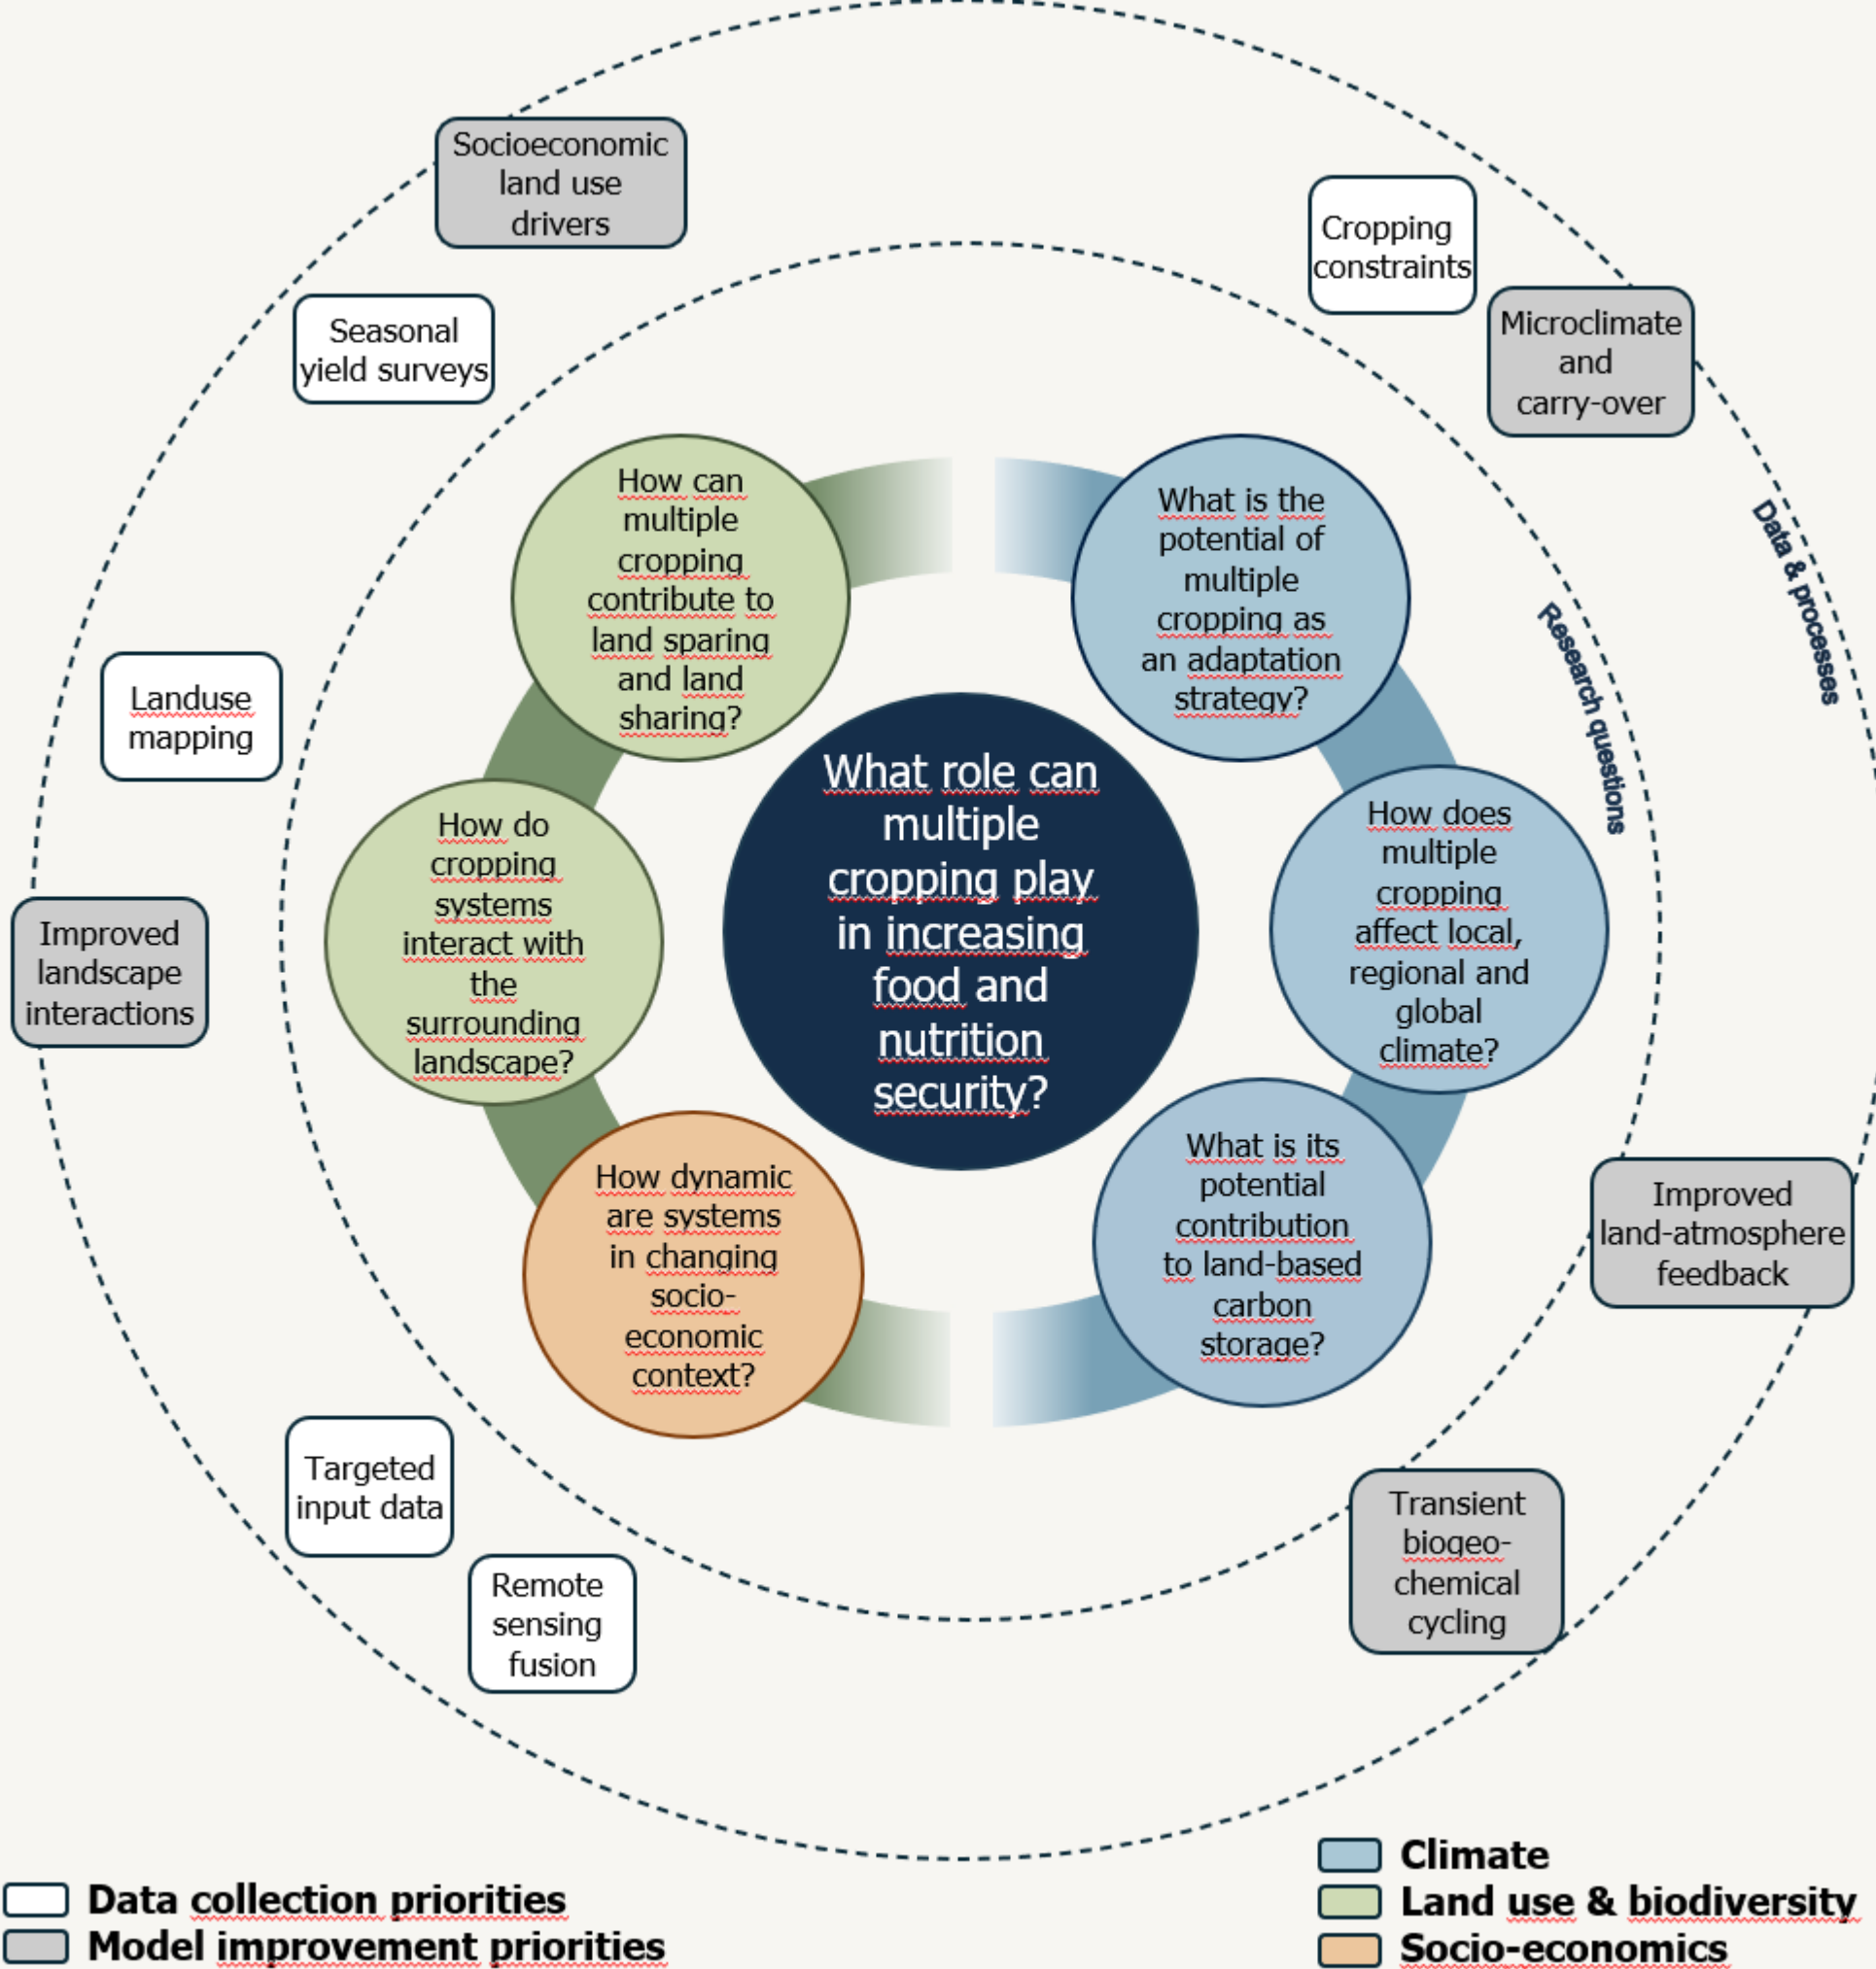 Socioeconomic
land use
drivers
Cropping
constraints
Seasonal
yield surveys
Microclimate
and
carry-over
Data & processes
Research questions
How can
multiple
cropping
contribute to
land sparing
and land
sharing?
What is the
potential of
multiple
cropping as
an adaptation
strategy?
Landuse
mapping
How do
cropping
systems
interact with
the
surrounding
landscape?
What role can
multiple
cropping play
in increasing
food and
nutrition
security?
How does
multiple
cropping
affect local,
regional and
global
climate?
Improved
landscape
interactions
How dynamic
are systems
in changing
socio-
economic
context?
What is its
potential
contribution
to land-based
carbon
storage?
Improved
land-atmosphere
feedback
Targeted
input data
Remote
sensing
fusion
Transient
biogeo-
chemical
cycling
Data collection priorities
Model improvement priorities
Climate
Land use & biodiversity
Socio-economics